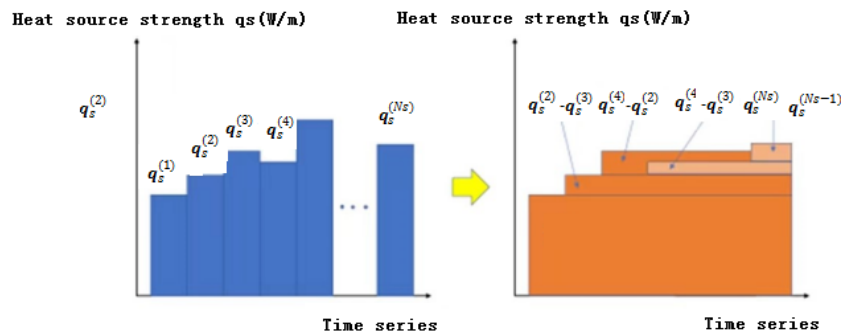 Heat source strength qs(W/m)
q_s^(2)
q_s^(1)
q_s^(2)
q_s^(3)
q_s^(4)
...
q_s^(Ns)
Time series
Heat source strength qs(W/m)
q_s^(2)-q_s^(3)
q_s^(4)-q_s^(2)
q_s^(4-q_s^(3)
q_s^(Ns)
q_s^(Ns-1)
Time series